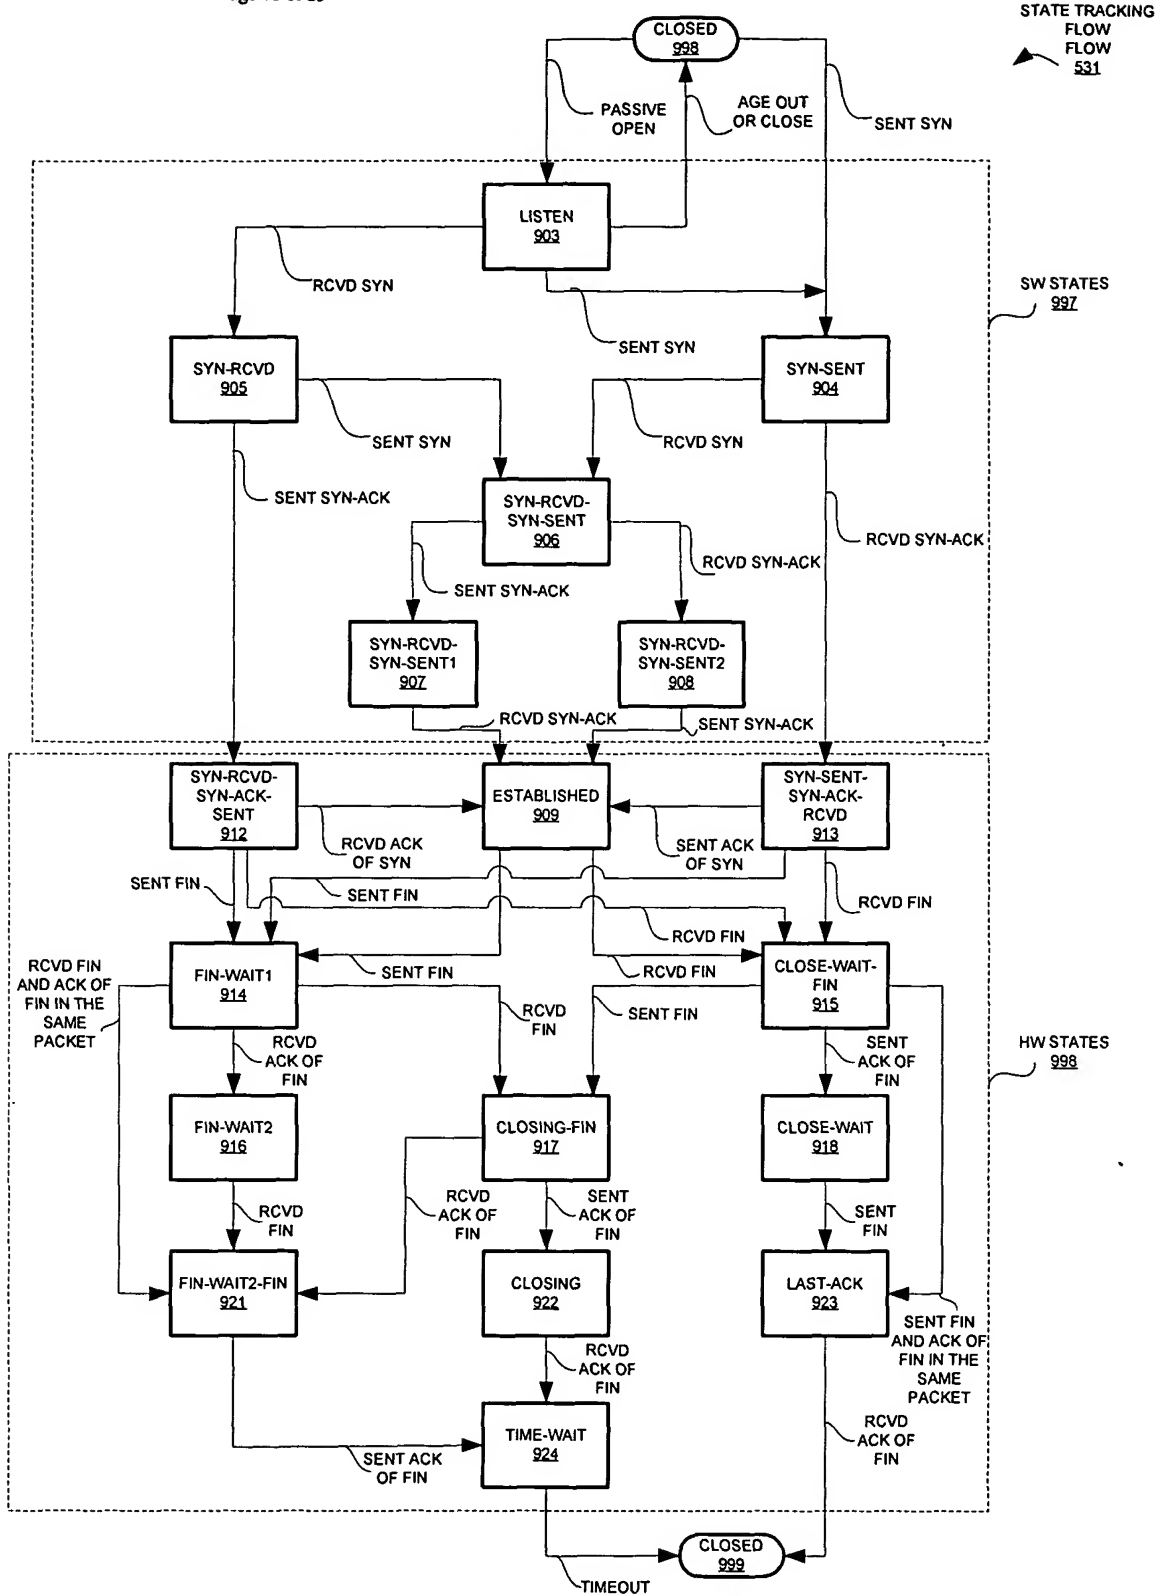 STATE TRACKING
FLOW
FLOW
531
CLOSED
998
PASSIVE
OPEN
AGE OUT
OR CLOSE
SENT SYN
LISTEN
903
RCVD SYN
SENT SYN
SW STATES
997
SYN-RCVD
905
SYN-SENT
904
SENT SYN
RCVD SYN
SENT SYN-ACK
SYN-RCVD-
SYN-SENT
906
RCVD SYN-ACK
SENT SYN-ACK
RCVD SYN-ACK
SYN-RCVD-
SYN-SENT1
907
SYN-RCVD-
SYN-SENT2
908
RCVD SYN-ACK
SENT SYN-ACK
SYN-RCVD-
SYN-ACK-
SENT
912
ESTABLISHED
909
SYN-SENT-
SYN-ACK-
RCVD
913
RCVD ACK
OF SYN
SENT ACK
OF SYN
SENT FIN
SENT FIN
RCVD FIN
RCVD FIN
RCVD FIN
AND ACK OF
FIN IN THE
SAME
PACKET
FIN-WAIT1
914
SENT FIN
RCVD FIN
CLOSE-WAIT-
FIN
915
RCVD
FIN
SENT FIN
RCVD
ACK OF
FIN
SENT
ACK OF
FIN
HW STATES
998
FIN-WAIT2
916
CLOSING-FIN
917
CLOSE-WAIT
918
RCVD
FIN
RCVD
ACK OF
FIN
SENT
ACK OF
FIN
SENT
FIN
FIN-WAIT2-FIN
921
CLOSING
922
LAST-ACK
923
SENT FIN
AND ACK OF
FIN IN THE
SAME
PACKET
RCVD
ACK OF
FIN
TIME-WAIT
924
SENT ACK
OF FIN
RCVD
ACK OF
FIN
CLOSED
999
TIMEOUT